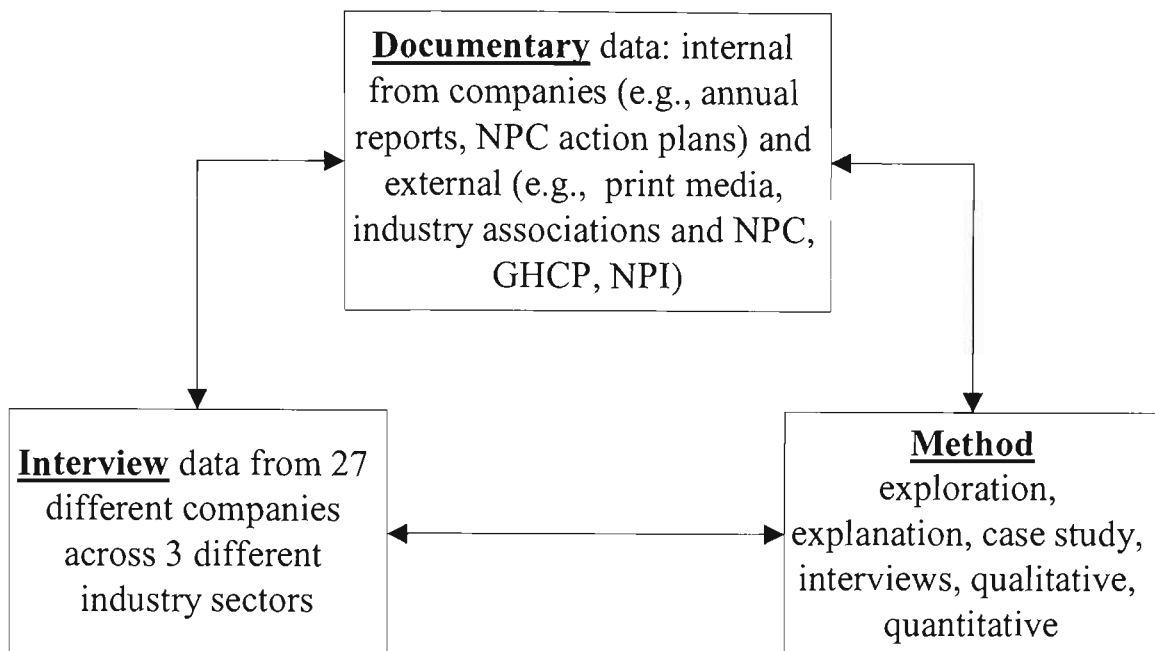 Documentary data: internal
from companies (e.g., annual
reports, NPC action plans) and
external (e.g., print media,
industry associations and NPC,
GHCP, NPI)
Interview data from 27
different companies
across 3 different
industry sectors
Method
exploration,
explanation, case study,
interviews, qualitative,
quantitative